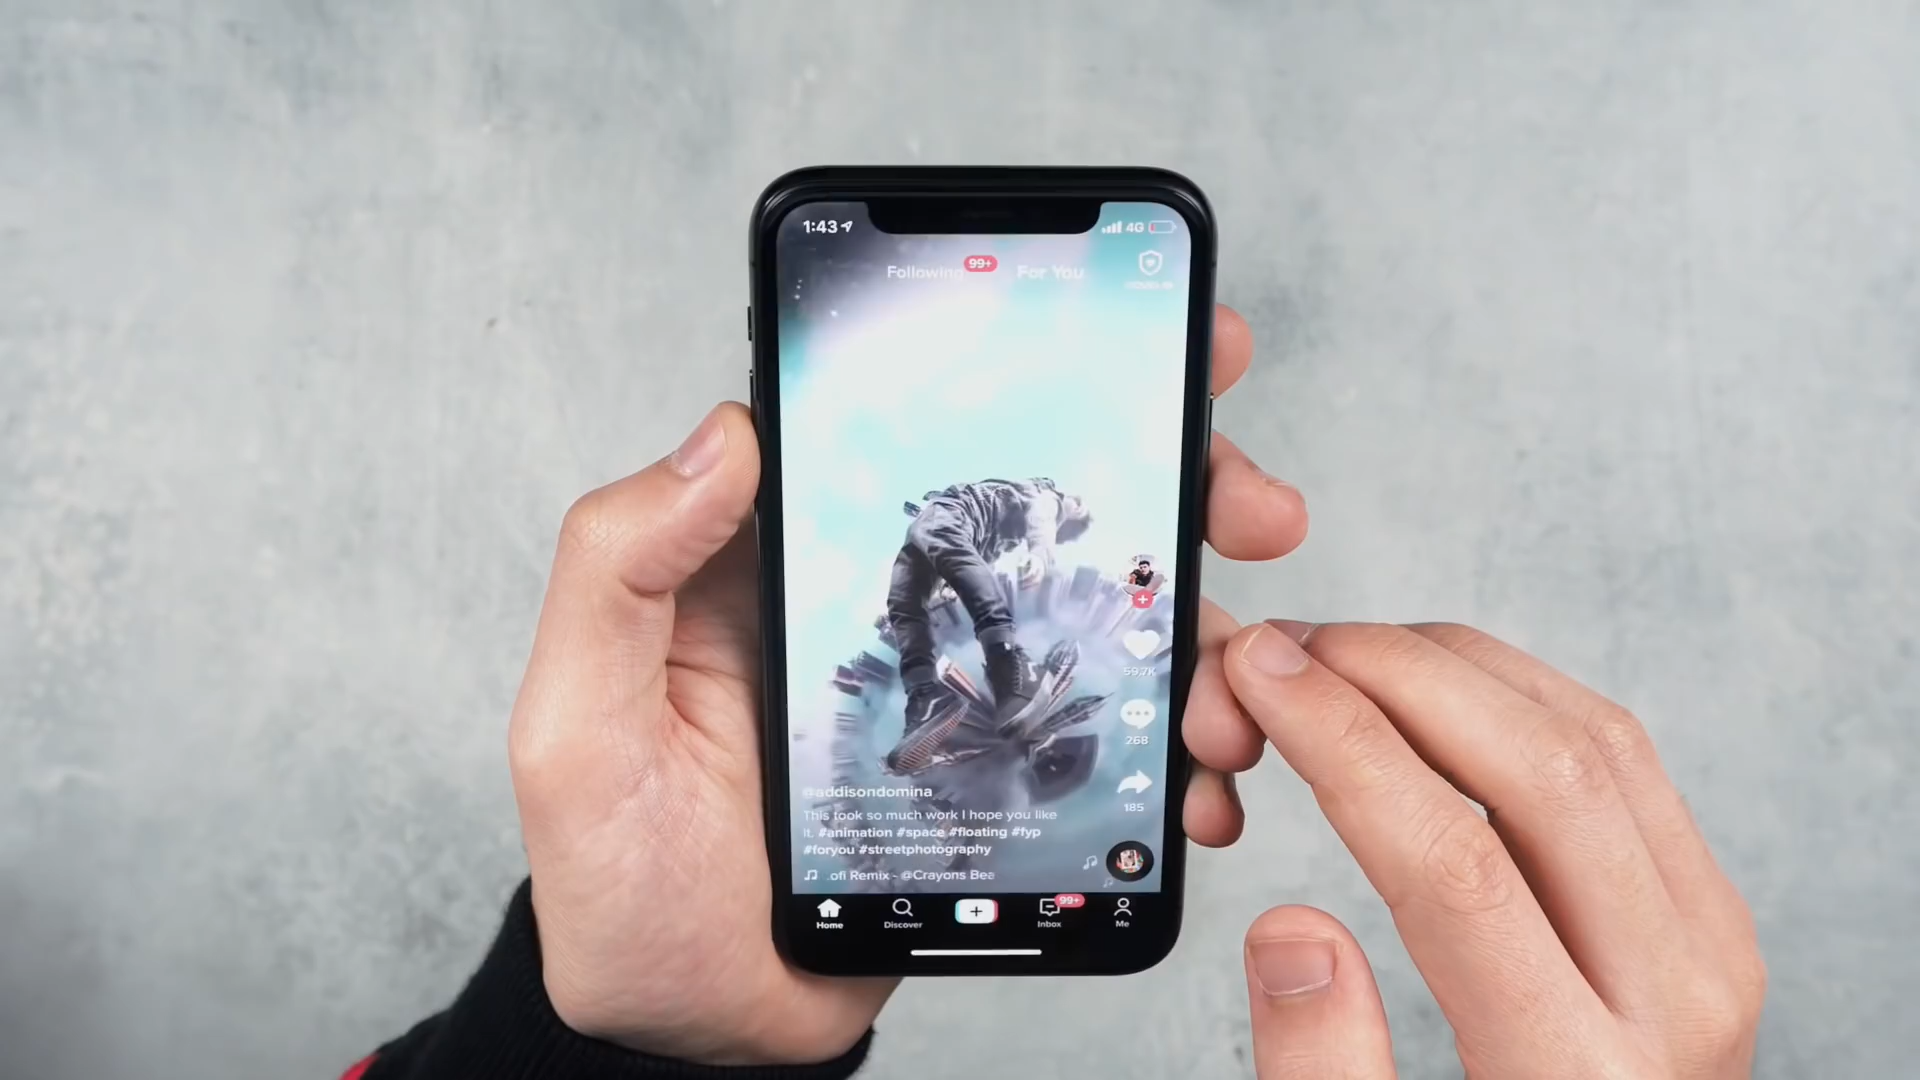 1:43
4G
Following 99+ For You
59.7K
268
185
@addisondomina
This took so much work I hope you like
it. #animation #space #floating #fyp
#foryou #streetphotography
ofi Remix - @Crayons Bea
99+
Home Discover Inbox Me